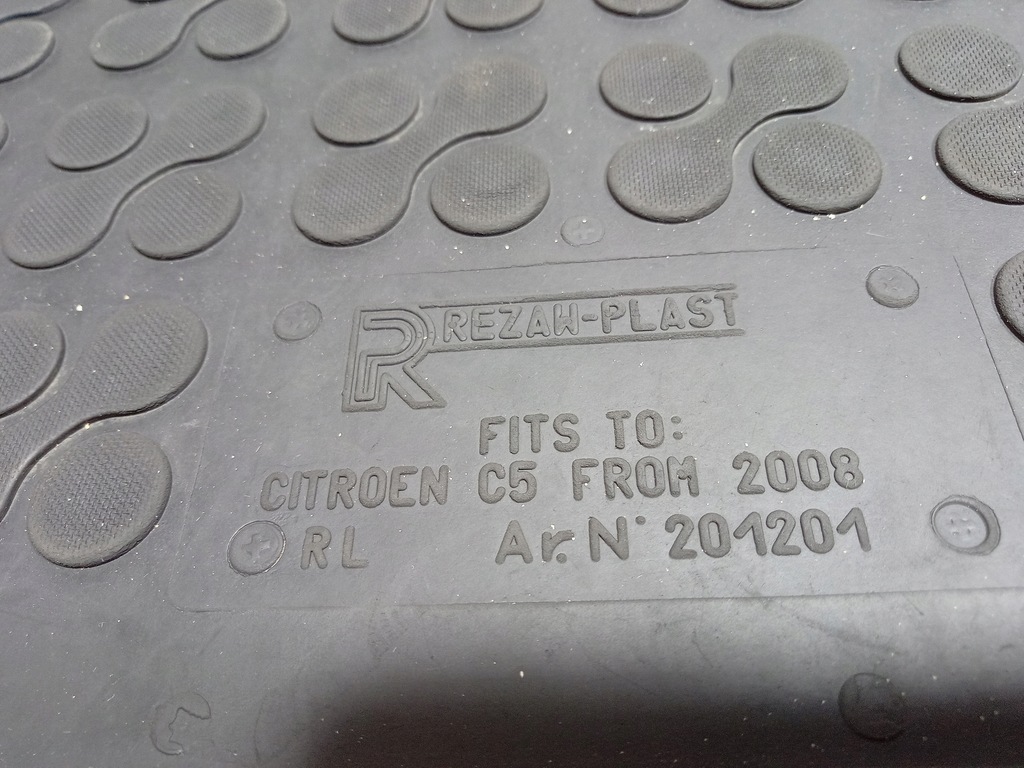 R REZAW-PLAST
FITS TO:
CITROEN C5 FROM 2008
RL Ar.N° 201201